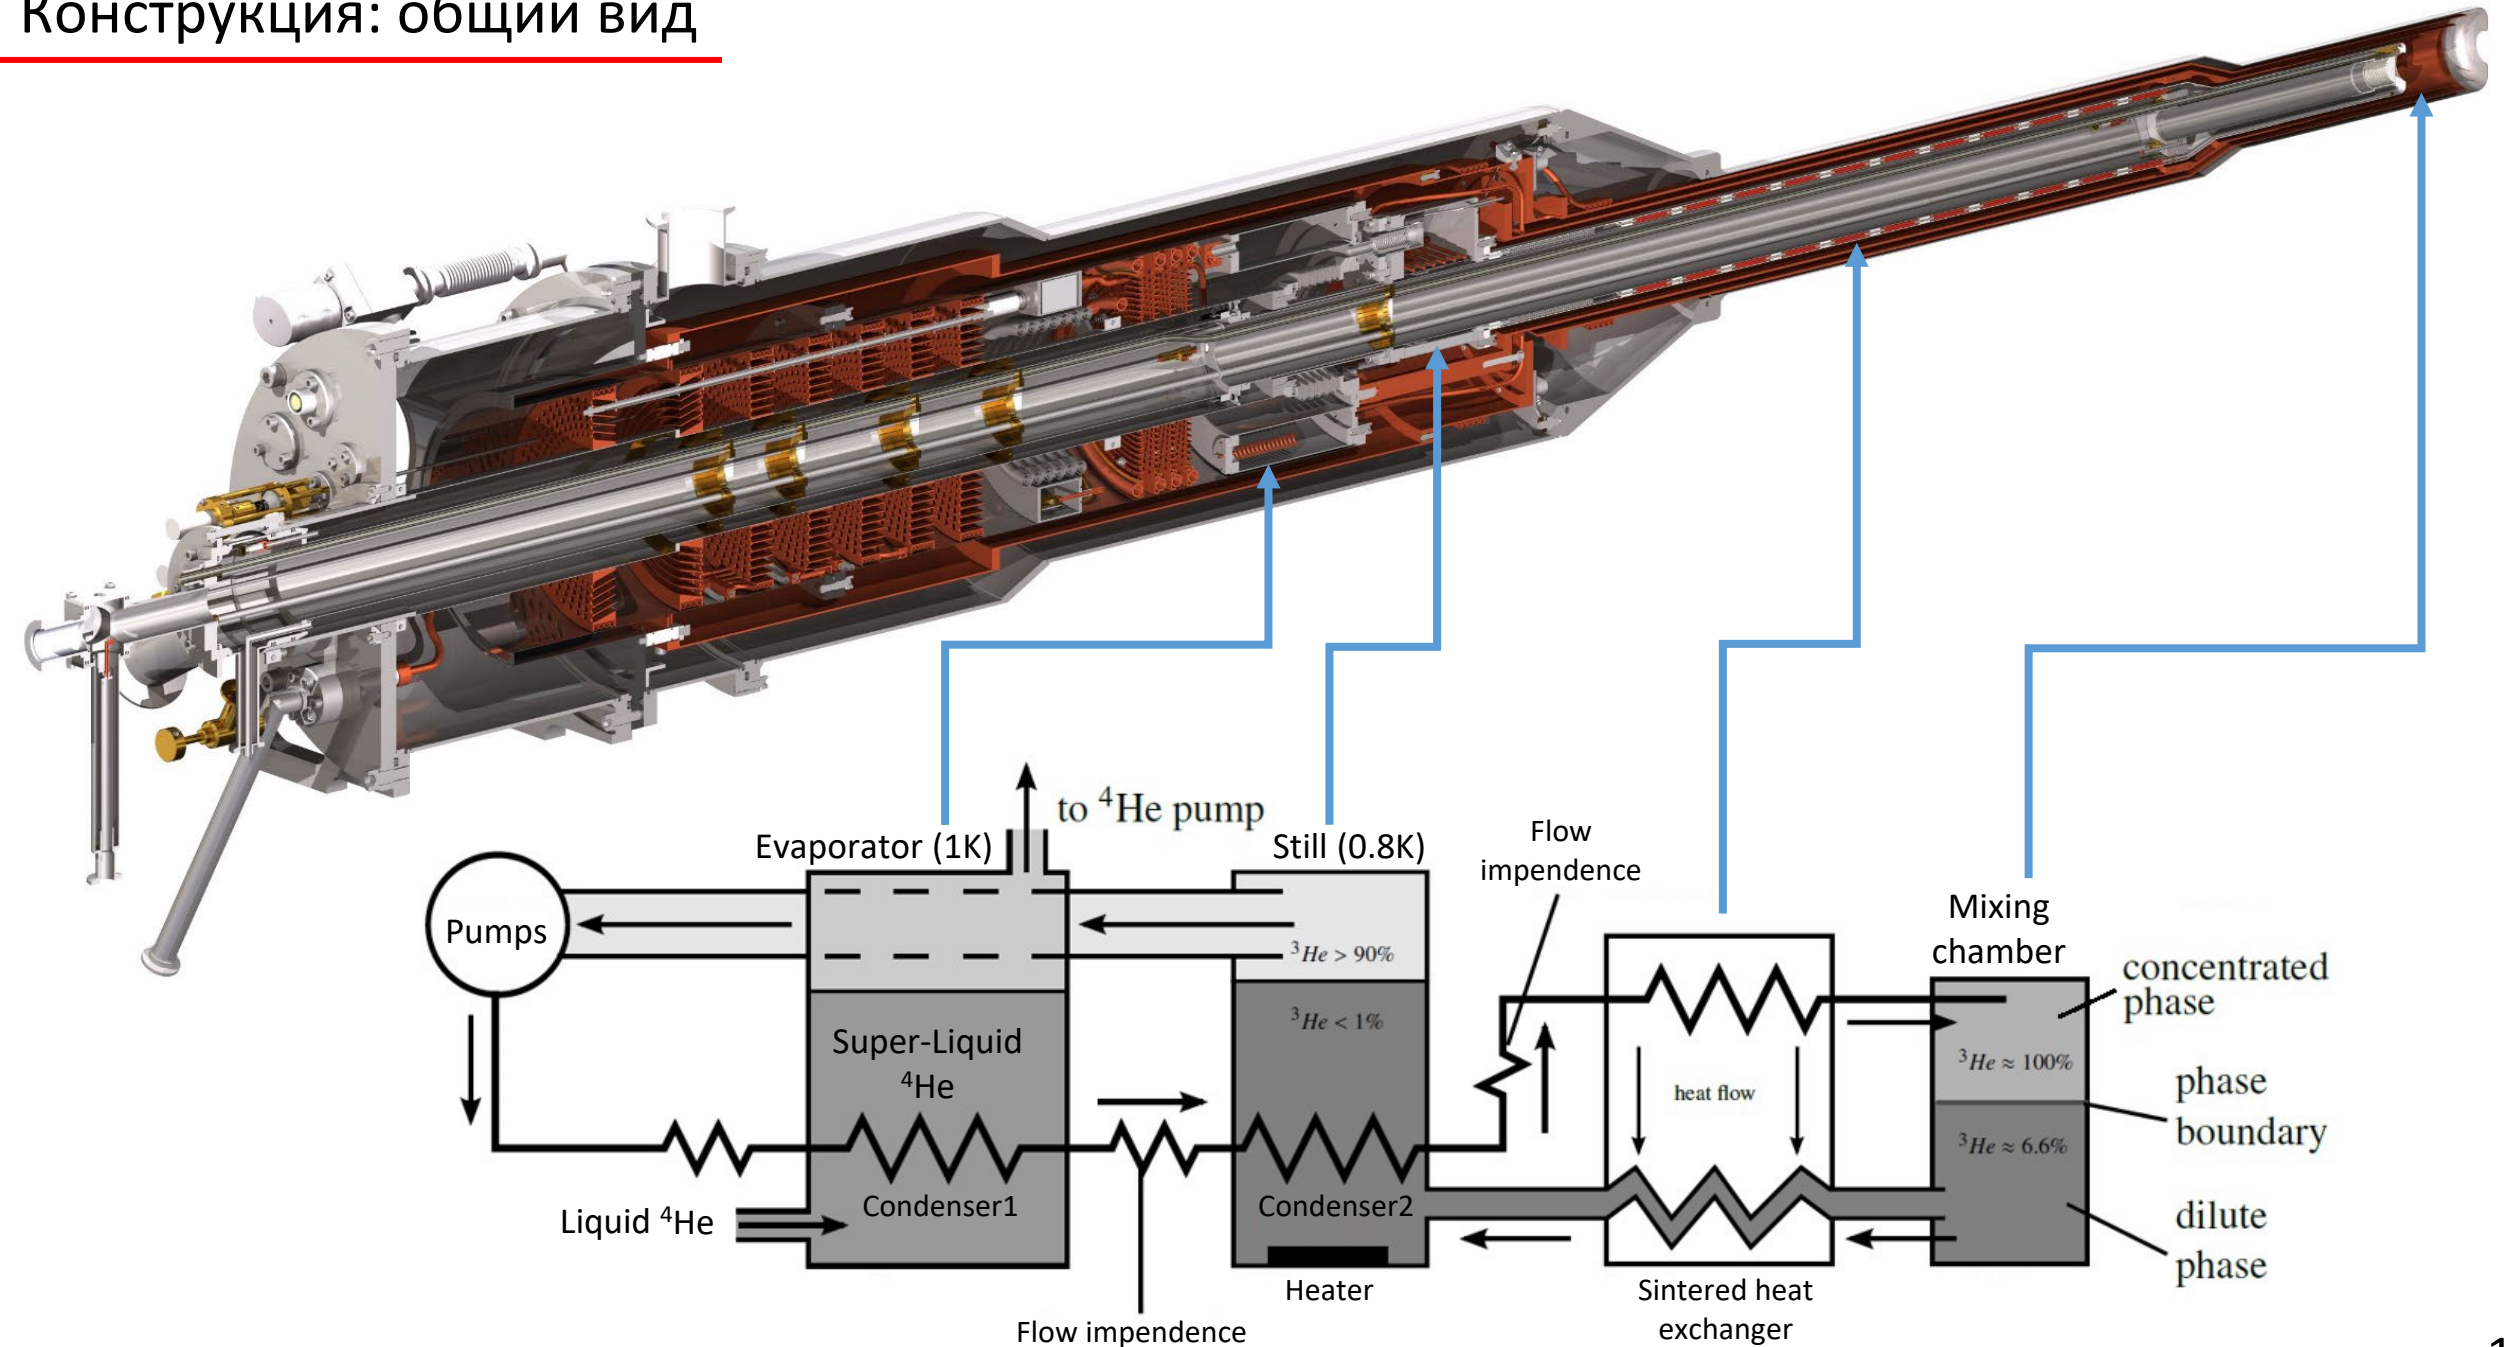 Конструкция: общий вид
to ⁴He pump
Evaporator (1K)
Still (0.8K)
Flow
impendence
Pumps
Mixing
chamber
³He > 90%
concentrated
phase
³He < 1%
Super-Liquid
⁴He
³He ≈ 100%
heat flow
phase
boundary
³He ≈ 6.6%
Condenser1
Condenser2
Liquid ⁴He
dilute
phase
Heater
Sintered heat
exchanger
Flow impendence